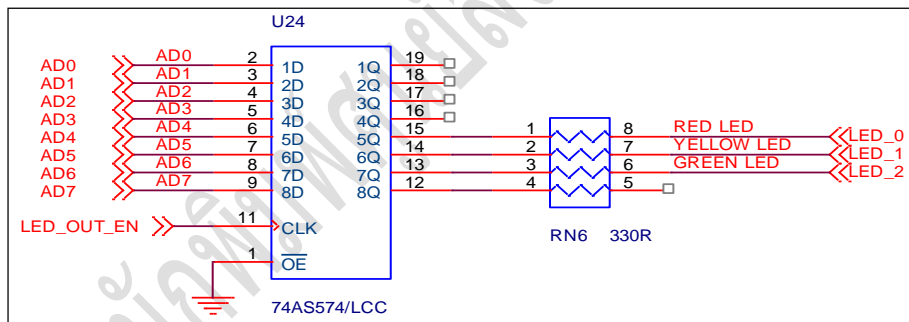 U24
AD0 AD0 2 1D 1Q 19
AD1 AD1 3 2D 2Q 18
AD2 AD2 4 3D 3Q 17
AD3 AD3 5 4D 4Q 16
AD4 AD4 6 5D 5Q 15 1 8 RED LED LED_0
AD5 AD5 7 6D 6Q 14 2 7 YELLOW LED LED_1
AD6 AD6 8 7D 7Q 13 3 6 GREEN LED LED_2
AD7 AD7 9 8D 8Q 12 4 5
LED_OUT_EN 11 CLK
RN6 330R
1 OE
74AS574/LCC